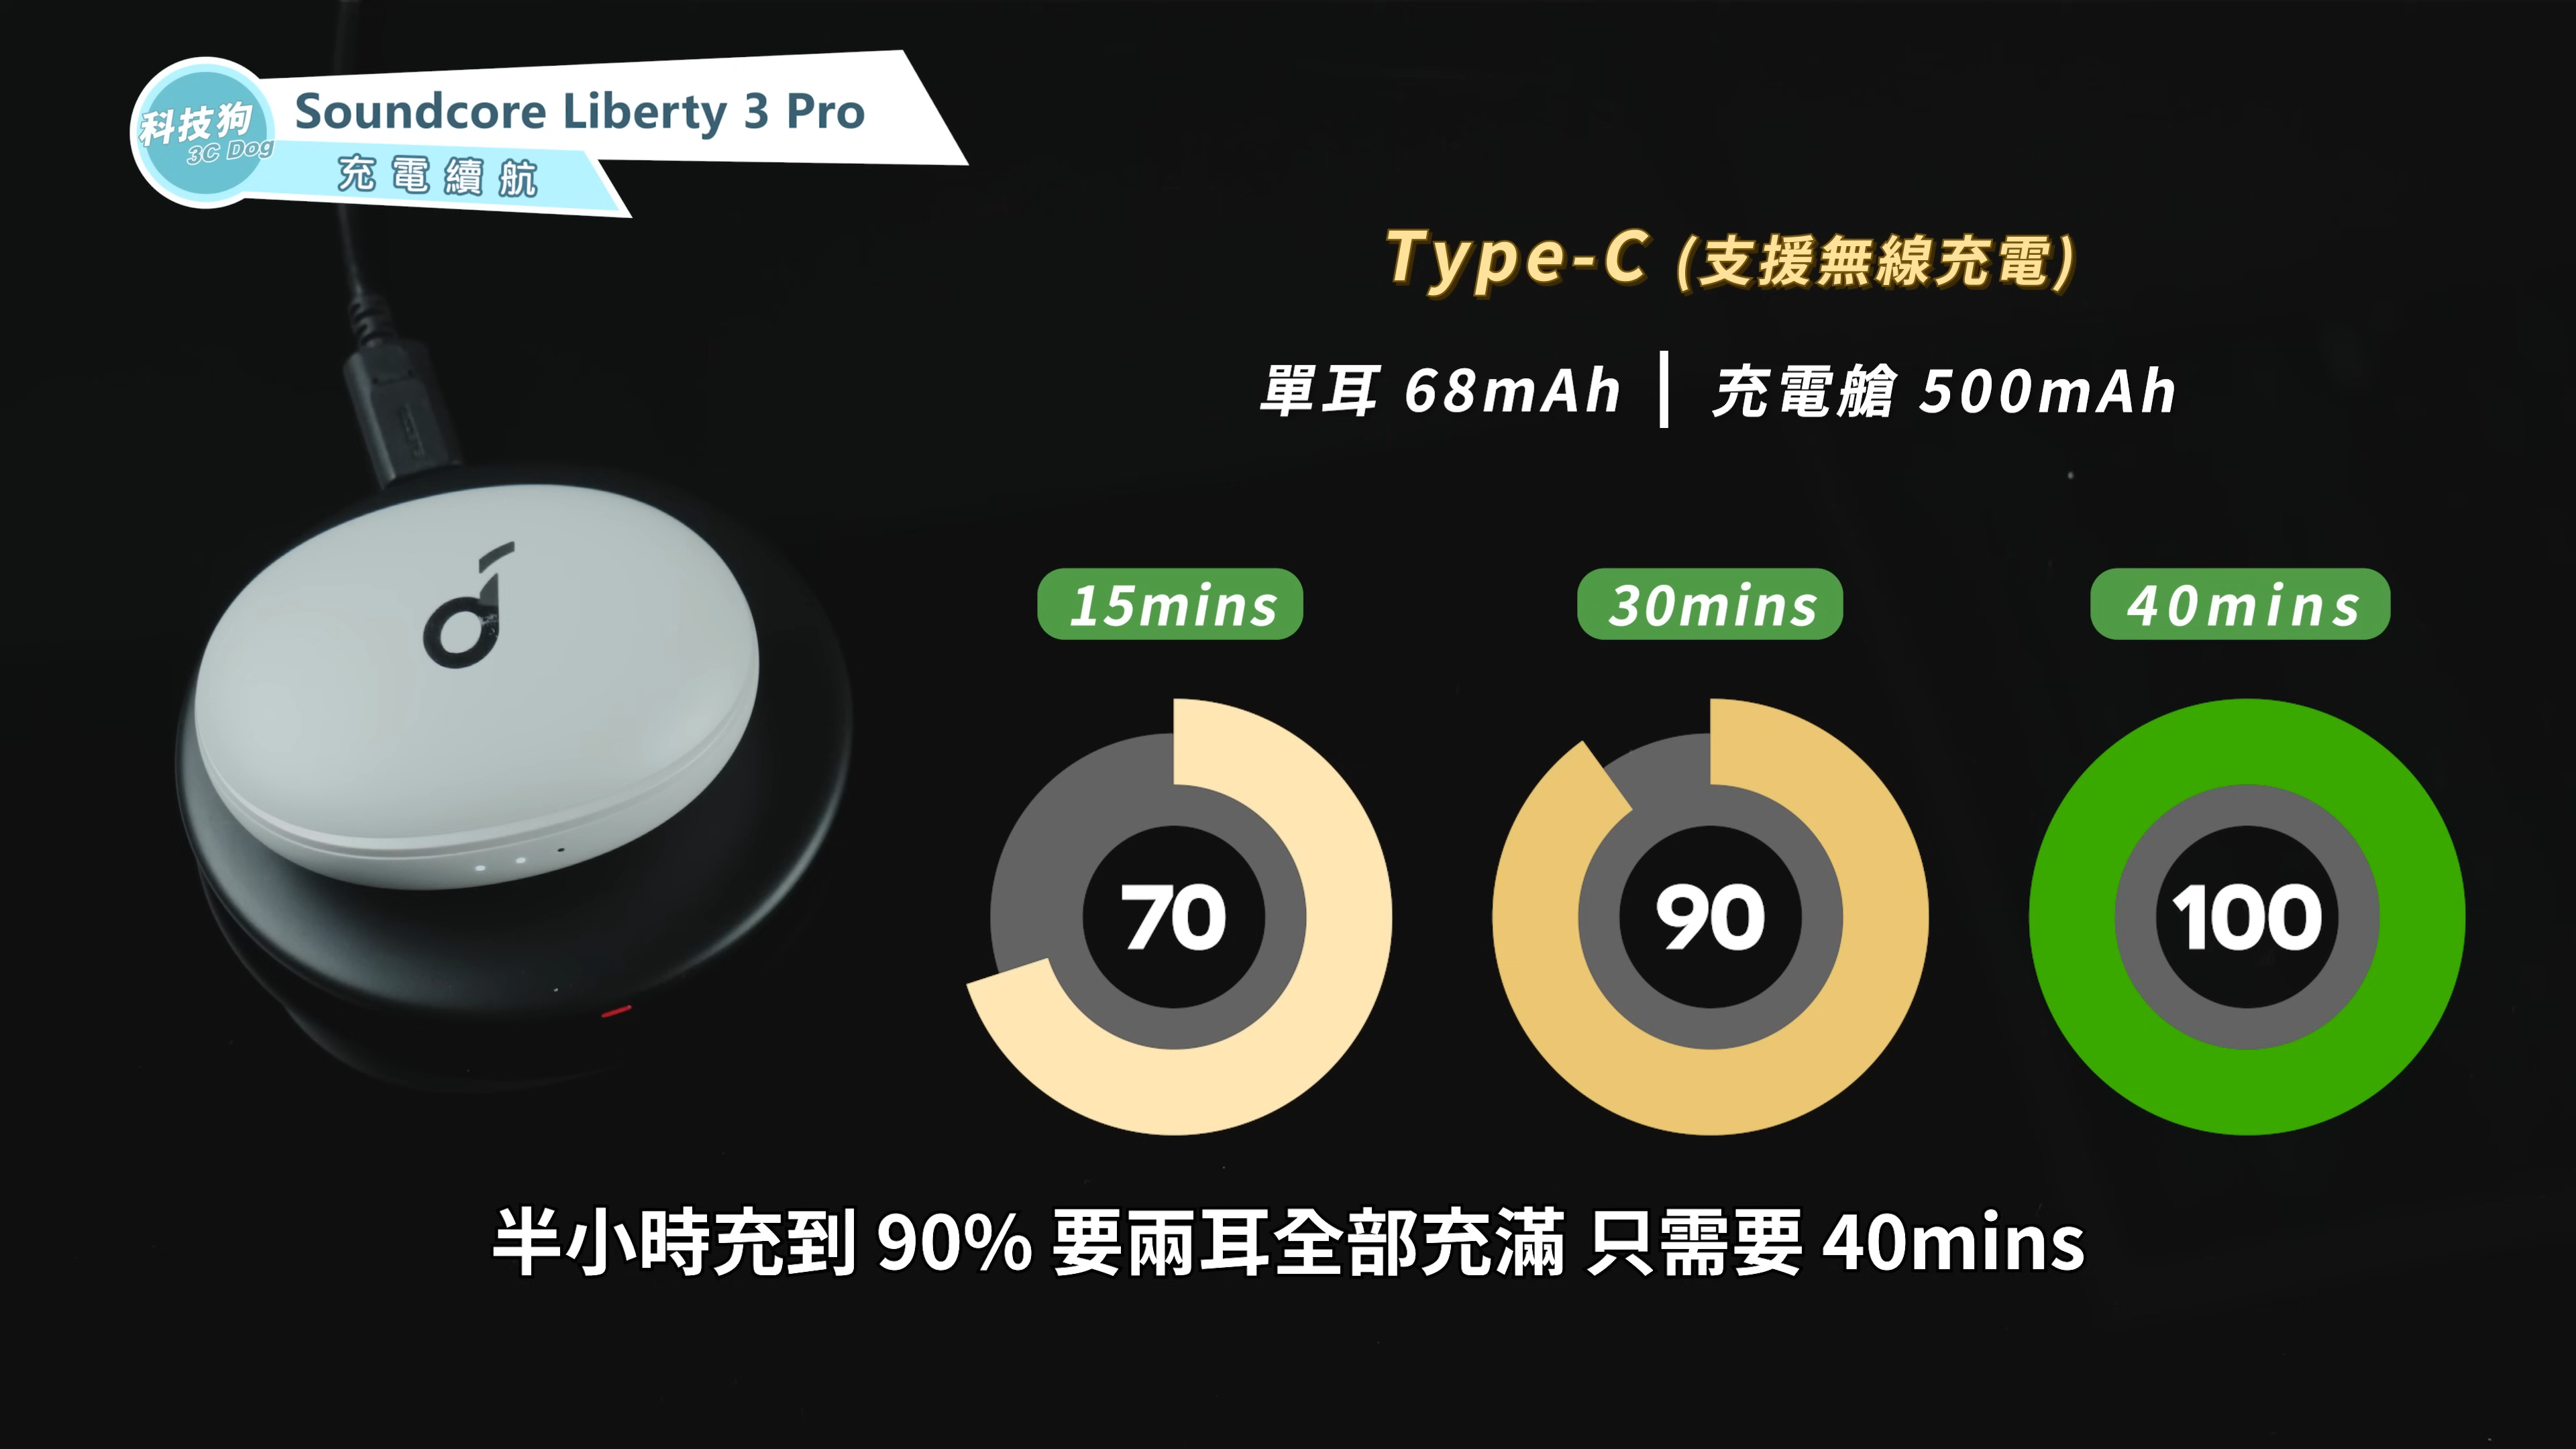 科技狗
3C Dog
Soundcore Liberty 3 Pro
充電續航
Type-C (支援無線充電)
單耳 68mAh | 充電艙 500mAh
15mins 30mins 40mins
70 90 100
半小時充到 90% 要兩耳全部充滿 只需要 40mins